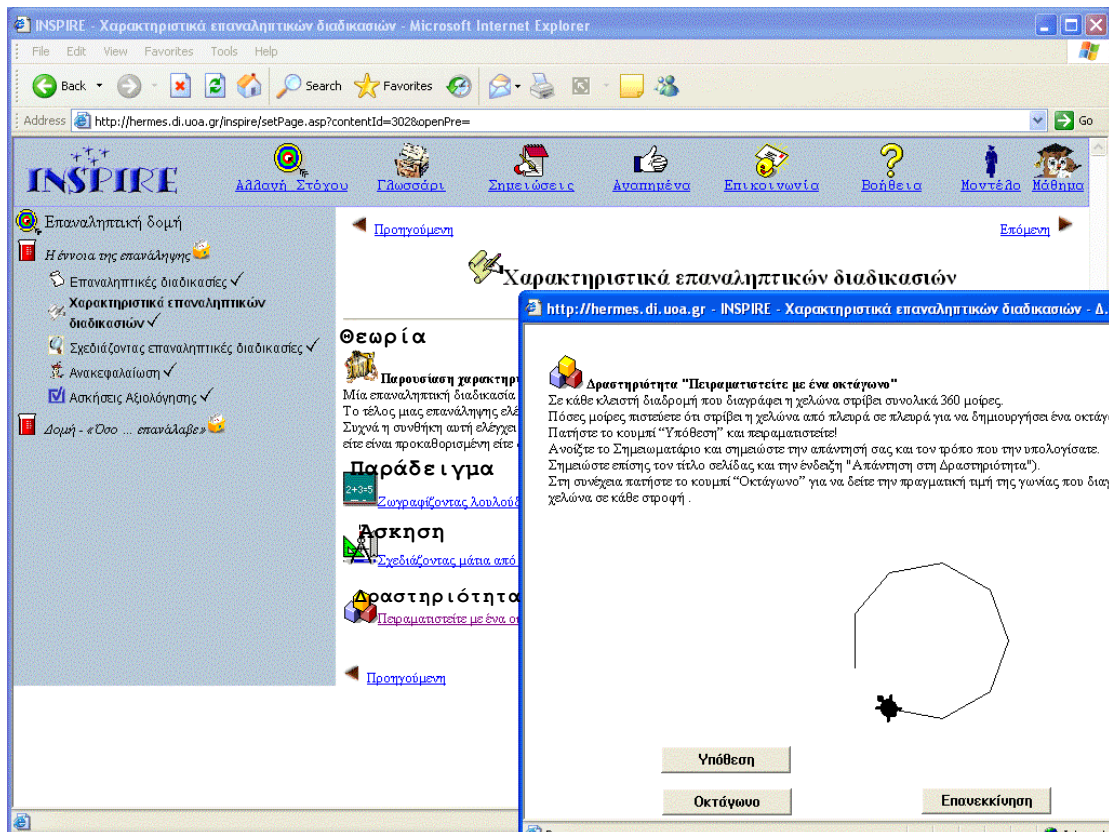 INSPIRE - Χαρακτηριστικά επαναληπτικών διαδικασιών - Microsoft Internet Explorer
File Edit View Favorites Tools Help
Back Search Favorites
Address http://hermes.di.uoa.gr/inspire/setPage.asp?contentId=302&openPre= Go
INSPIRE Αλλαγή Στόχου Γλωσσάρι Σημειώσεις Αγαπημένα Επικοινωνία Βοήθεια Μοντέλο Μάθημα
Επαναληπτική δομή
Η έννοια της επανάληψης
Επαναληπτικές διαδικασίες ✓
Χαρακτηριστικά επαναληπτικών
διαδικασιών ✓
Σχεδιάζοντας επαναληπτικές διαδικασίες ✓
Ανακεφαλαίωση ✓
Ασκήσεις Αξιολόγησης ✓
Δομή - «Όσο ... επανάλαβε»
Προηγούμενη Επόμενη
Χαρακτηριστικά επαναληπτικών διαδικασιών
Θεωρία
Παρουσίαση χαρακτηρι
Μία επαναληπτική διαδικασία
Το τέλος μιας επανάληψης ελέ
Συχνά η συνθήκη αυτή ελέγχει
είτε είναι προκαθορισμένη είτε
Παράδειγμα
2+3=5
Ζωγραφίζοντας λουλούδ
Άσκηση
Σχεδιάζοντας μάτια από
Δραστηριότητα
Πειραματιστείτε με ένα ο
Προηγούμενη
http://hermes.di.uoa.gr - INSPIRE - Χαρακτηριστικά επαναληπτικών διαδικασιών - Δ.
Δραστηριότητα "Πειραματιστείτε με ένα οκτάγωνο"
Σε κάθε κλειστή διαδρομή που διαγράφει η χελώνα στρίβει συνολικά 360 μοίρες.
Πόσες μοίρες πιστεύετε ότι στρίβει η χελώνα από πλευρά σε πλευρά για να δημιουργήσει ένα οκτάγω
Πατήστε το κουμπί "Υπόθεση" και πειραματιστείτε!
Ανοίξτε το Σημειωματάριο και σημειώστε την απάντησή σας και τον τρόπο που την υπολογίσατε.
Σημειώστε επίσης τον τίτλο σελίδας και την ένδειξη "Απάντηση στη Δραστηριότητα").
Στη συνέχεια πατήστε το κουμπί "Οκτάγωνο" για να δείτε την πραγματική τιμή της γωνίας που διαγ
χελώνα σε κάθε στροφή .
Υπόθεση
Οκτάγωνο Επανεκκίνηση